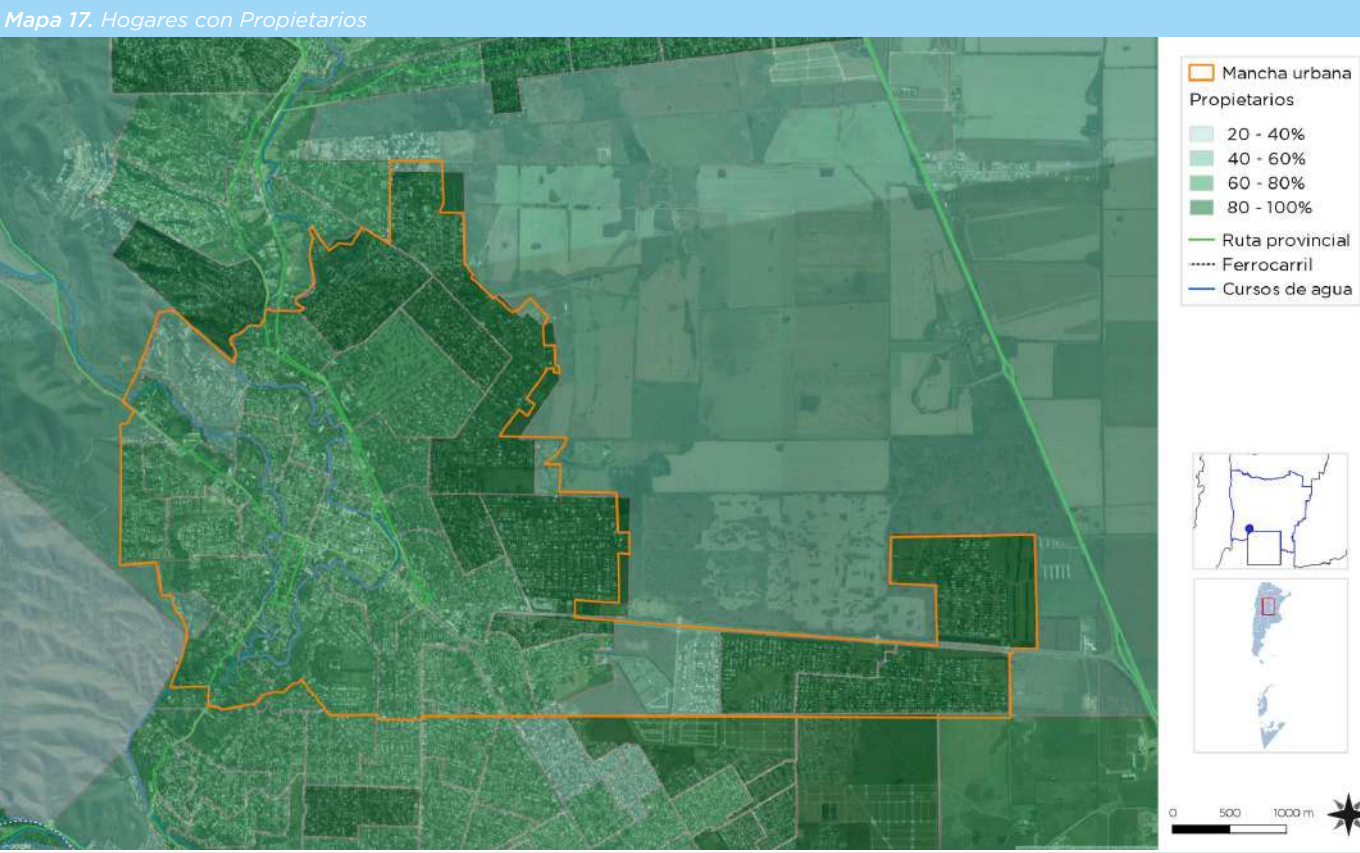 Mapa 17. Hogares con Propietarios
Mancha urbana
Propietarios
20 - 40%
40 - 60%
60 - 80%
80 - 100%
Ruta provincial
Ferrocarril
Cursos de agua
0 500 1000 m
Google